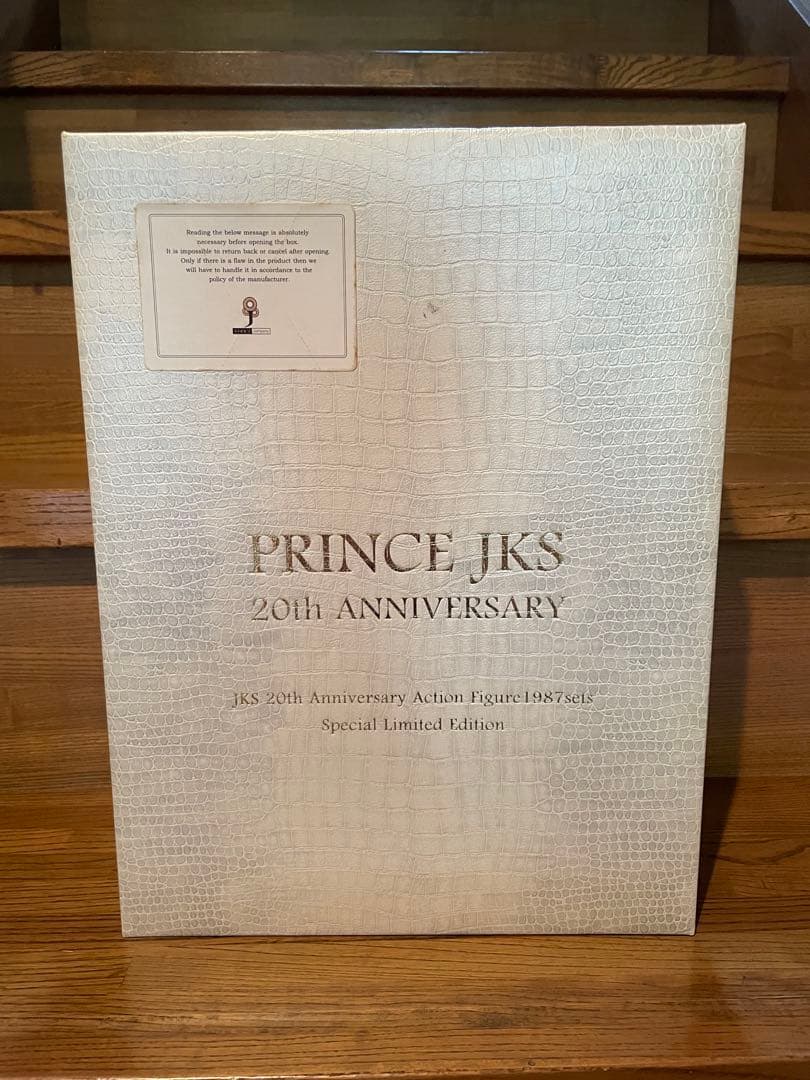 Reading the below message is absolutely
necessary before opening the box.
It is impossible to return back or cancel after opening.
Only if there is a flaw in the product then we
will have to handle it in accordance to the
policy of the manufacturer.
J
company
PRINCE JKS
20th ANNIVERSARY
JKS 20th Anniversary Action Figure1987sets
Special Limited Edition